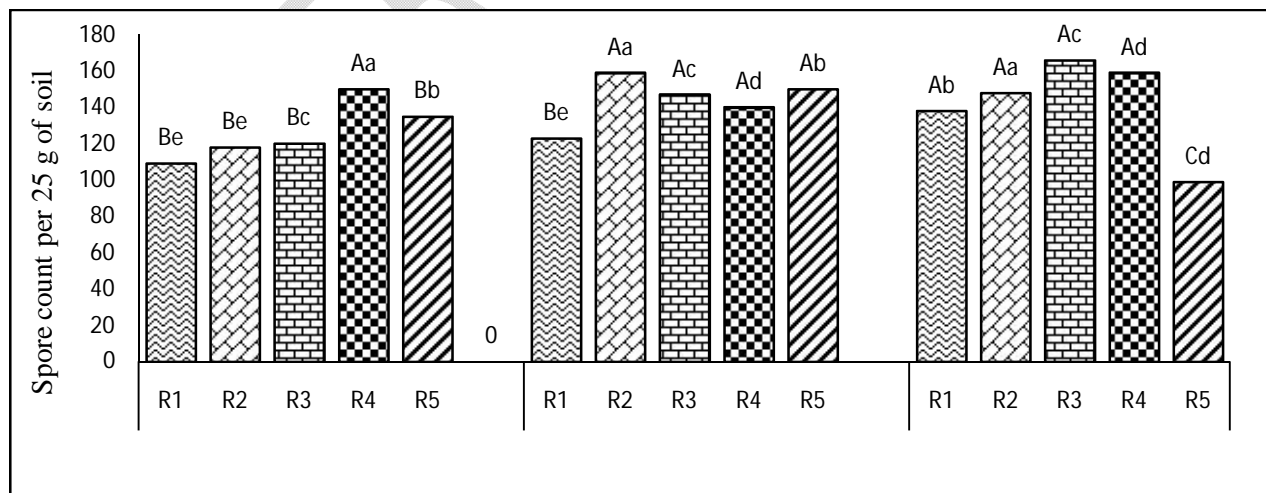 Spore count per 25 g of soil
180
160
140
120
100
80
60
40
20
0
Be
Be
Bc
Aa
Bb
0
Be
Aa
Ac
Ad
Ab
Ab
Aa
Ac
Ad
Cd
R1 R2 R3 R4 R5 R1 R2 R3 R4 R5 R1 R2 R3 R4 R5